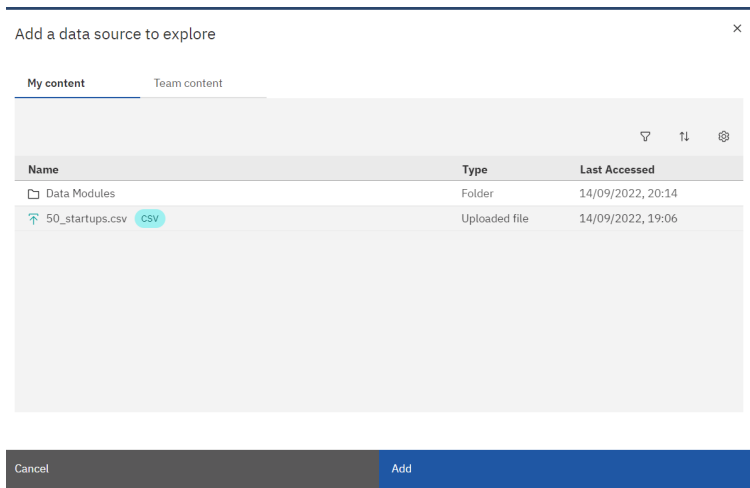 Add a data source to explore
My content Team content
Name Type Last Accessed
Data Modules Folder 14/09/2022, 20:14
50_startups.csv CSV Uploaded file 14/09/2022, 19:06
Cancel Add